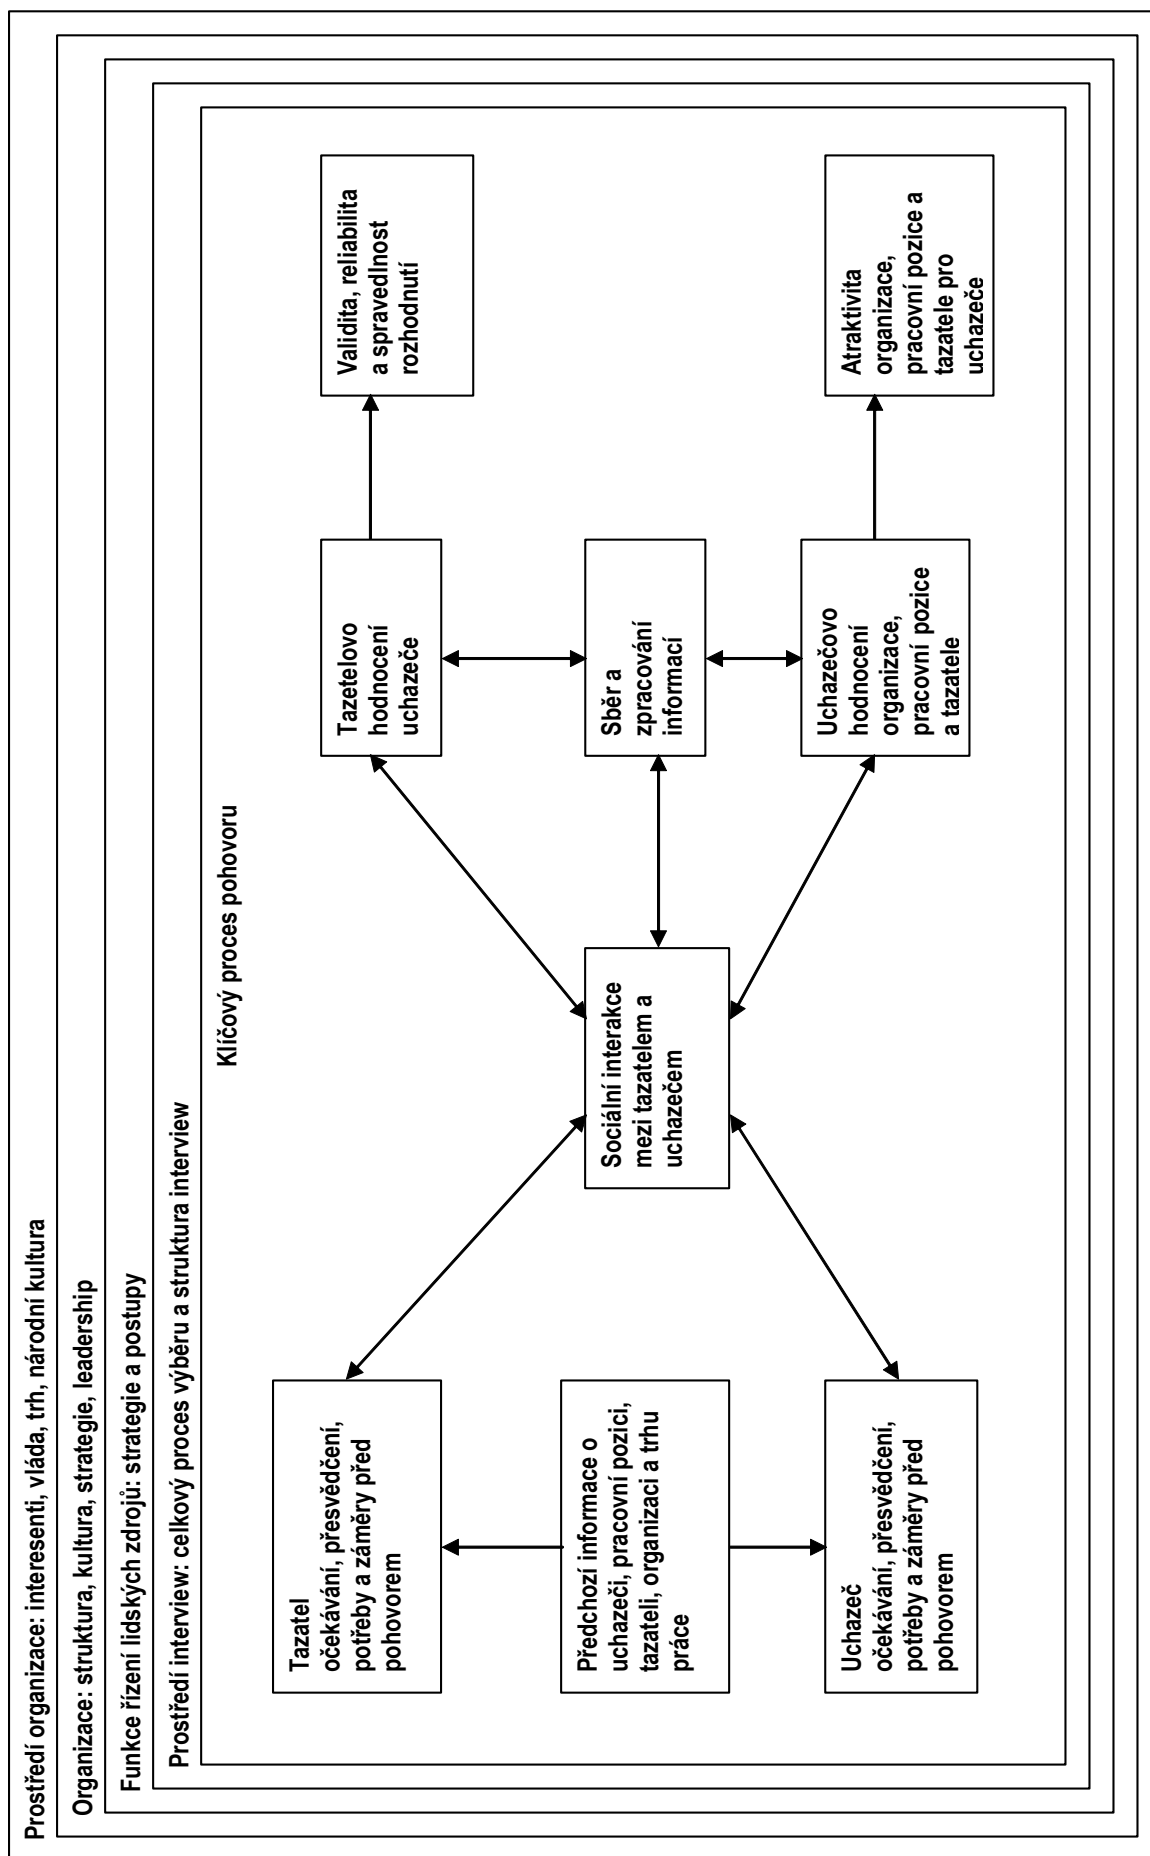 Prostředí organizace: interesenti, vláda, trh, národní kultura
Organizace: struktura, kultura, strategie, leadership
Funkce řízení lidských zdrojů: strategie a postupy
Prostředí interview: celkový proces výběru a struktura interview
Klíčový proces pohovoru
Tazatel
očekávání, přesvědčení,
potřeby a záměry před
pohovorem
Předchozí informace o
uchazeči, pracovní pozici,
tazateli, organizaci a trhu
práce
Uchazeč
očekávání, přesvědčení,
potřeby a záměry před
pohovorem
Sociální interakce
mezi tazatelem a
uchazečem
Tazetelovo
hodnocení
uchazeče
Sběr a
zpracování
informací
Uchazečovo
hodnocení
organizace,
pracovní pozice
a tazatele
Validita, reliabilita
a spravedlnost
rozhodnutí
Atraktivita
organizace,
pracovní pozice a
tazatele pro
uchazeče